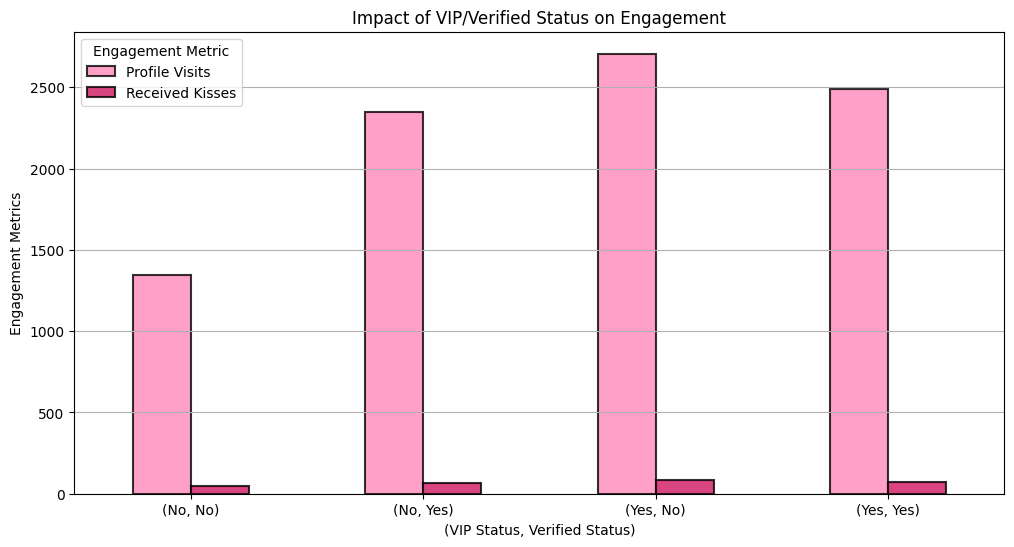 Impact of VIP/Verified Status on Engagement
Engagement Metric
Profile Visits
Received Kisses
Engagement Metrics
2500
2000
1500
1000
500
0
(No, No)
(No, Yes)
(Yes, No)
(Yes, Yes)
(VIP Status, Verified Status)